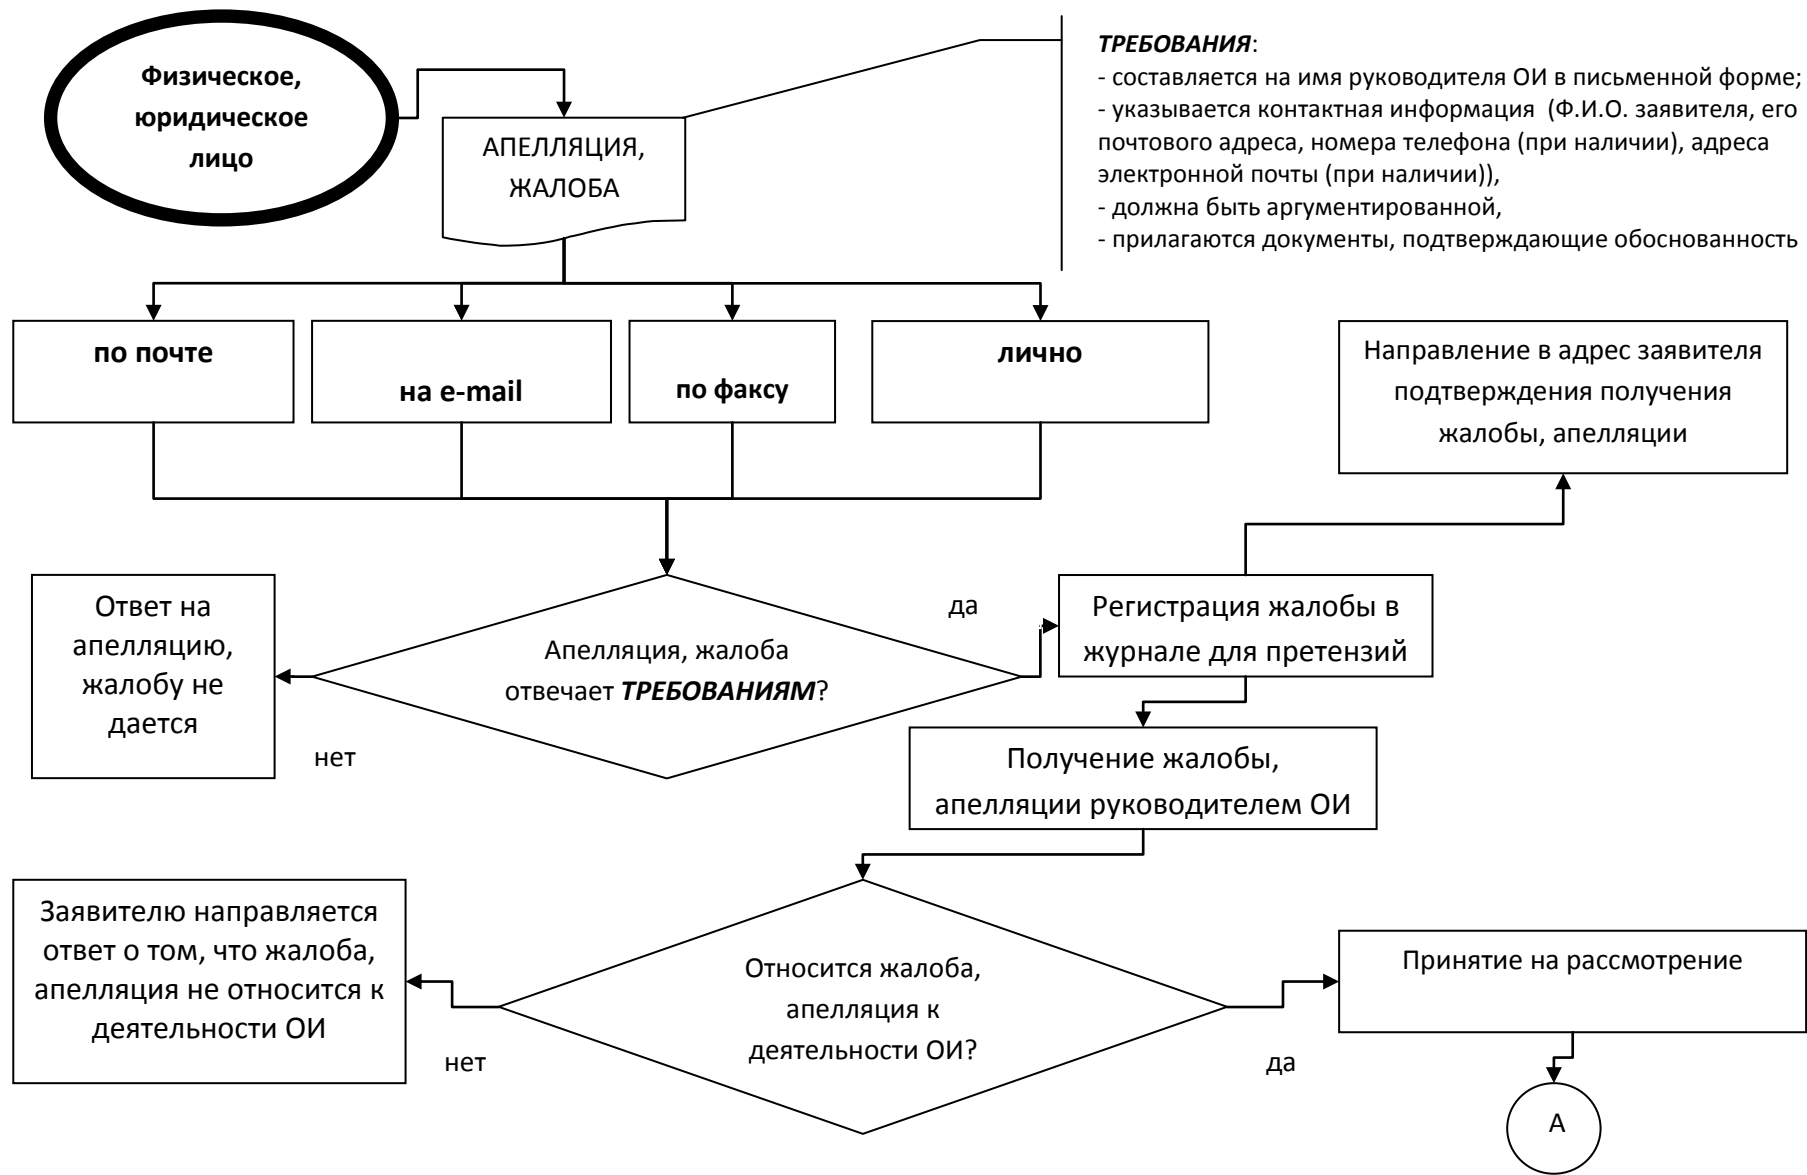 Физическое,
юридическое
лицо
АПЕЛЛЯЦИЯ,
ЖАЛОБА
ТРЕБОВАНИЯ:
- составляется на имя руководителя ОИ в письменной форме;
- указывается контактная информация (Ф.И.О. заявителя, его
почтового адреса, номера телефона (при наличии), адреса
электронной почты (при наличии)),
- должна быть аргументированной,
- прилагаются документы, подтверждающие обоснованность
по почте
на e-mail
по факсу
лично
Направление в адрес заявителя
подтверждения получения
жалобы, апелляции
Ответ на
апелляцию,
жалобу не
дается
нет
Апелляция, жалоба
отвечает ТРЕБОВАНИЯМ?
да
Регистрация жалобы в
журнале для претензий
Получение жалобы,
апелляции руководителем ОИ
Заявителю направляется
ответ о том, что жалоба,
апелляция не относится к
деятельности ОИ
нет
Относится жалоба,
апелляция к
деятельности ОИ?
да
Принятие на рассмотрение
А